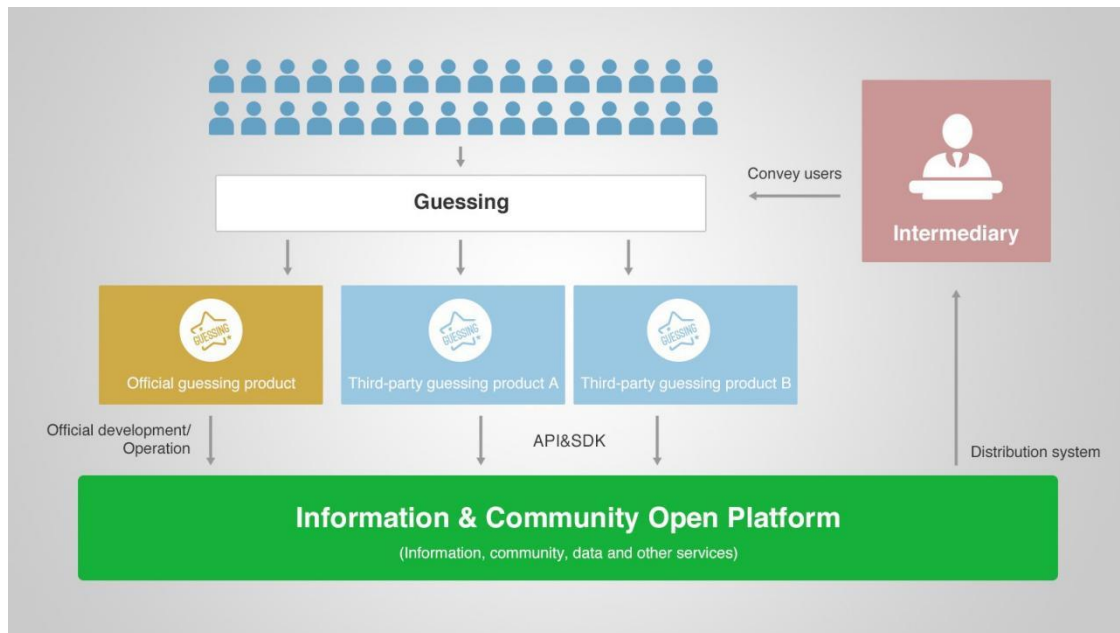 Convey users
Guessing
Intermediary
GUESSING
GUESSING
GUESSING
Official guessing product
Third-party guessing product A
Third-party guessing product B
Official development/
Operation
API&SDK
Distribution system
Information & Community Open Platform
(Information, community, data and other services)